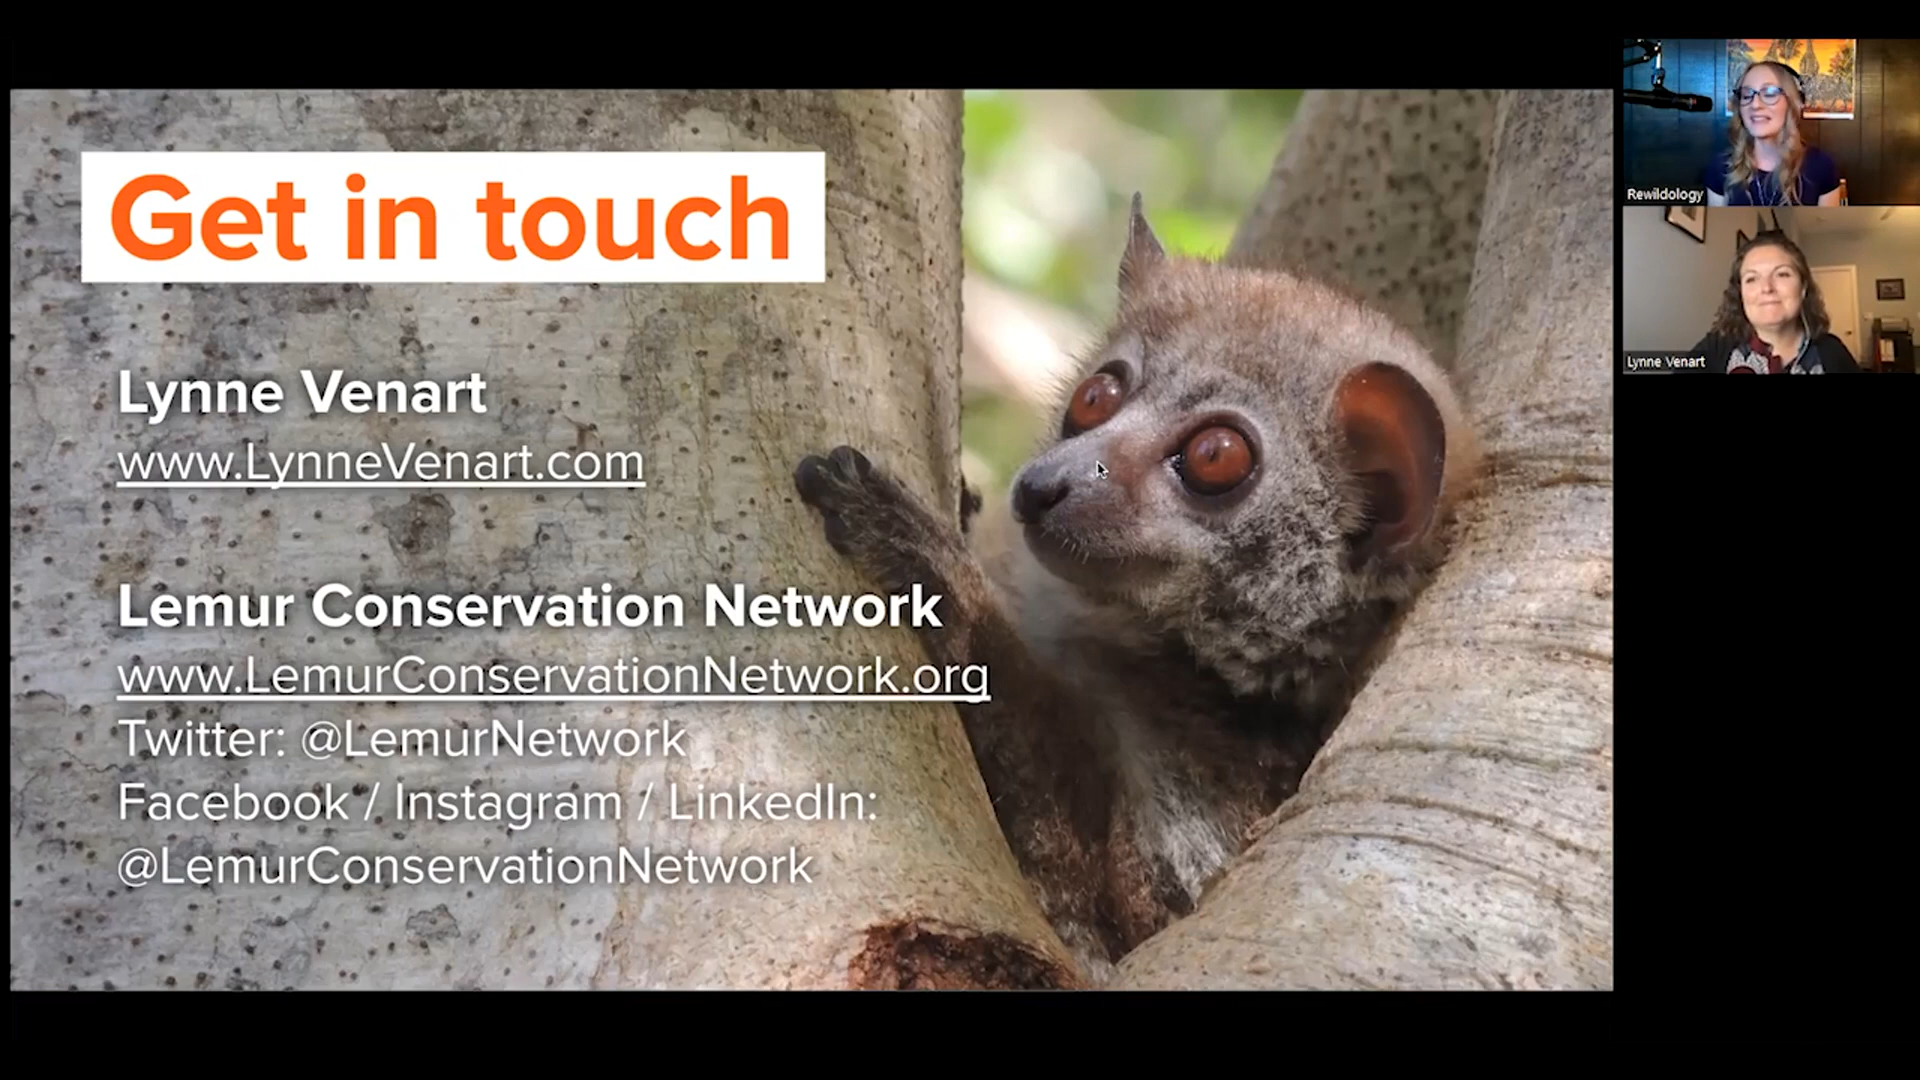 Get in touch
Lynne Venart
www.LynneVenart.com
Lemur Conservation Network
www.LemurConservationNetwork.org
Twitter: @LemurNetwork
Facebook / Instagram / LinkedIn:
@LemurConservationNetwork
Rewildology
Lynne Venart